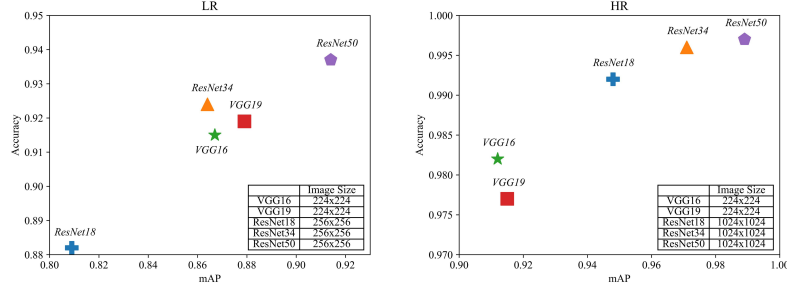 LR
0.95
0.94
0.93
0.92
0.91
0.90
0.89
0.88
Accuracy
0.80
0.82
0.84
0.86
0.88
0.90
0.92
mAP
ResNet50
ResNet34
VGG19
VGG16
ResNet18
Image Size
VGG16 224x224
VGG19 224x224
ResNet18 256x256
ResNet34 256x256
ResNet50 256x256
HR
1.000
0.995
0.990
0.985
0.980
0.975
0.970
Accuracy
0.90
0.92
0.94
0.96
0.98
1.00
mAP
ResNet50
ResNet34
ResNet18
VGG16
VGG19
Image Size
VGG16 224x224
VGG19 224x224
ResNet18 1024x1024
ResNet34 1024x1024
ResNet50 1024x1024